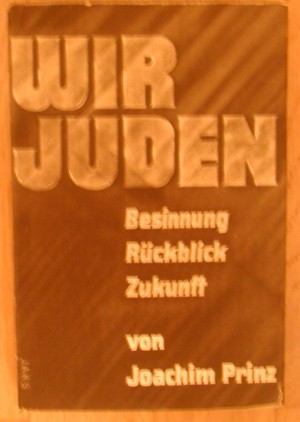 WIR
JUDEN
Besinnung
Rückblick
Zukunft
von
Joachim Prinz